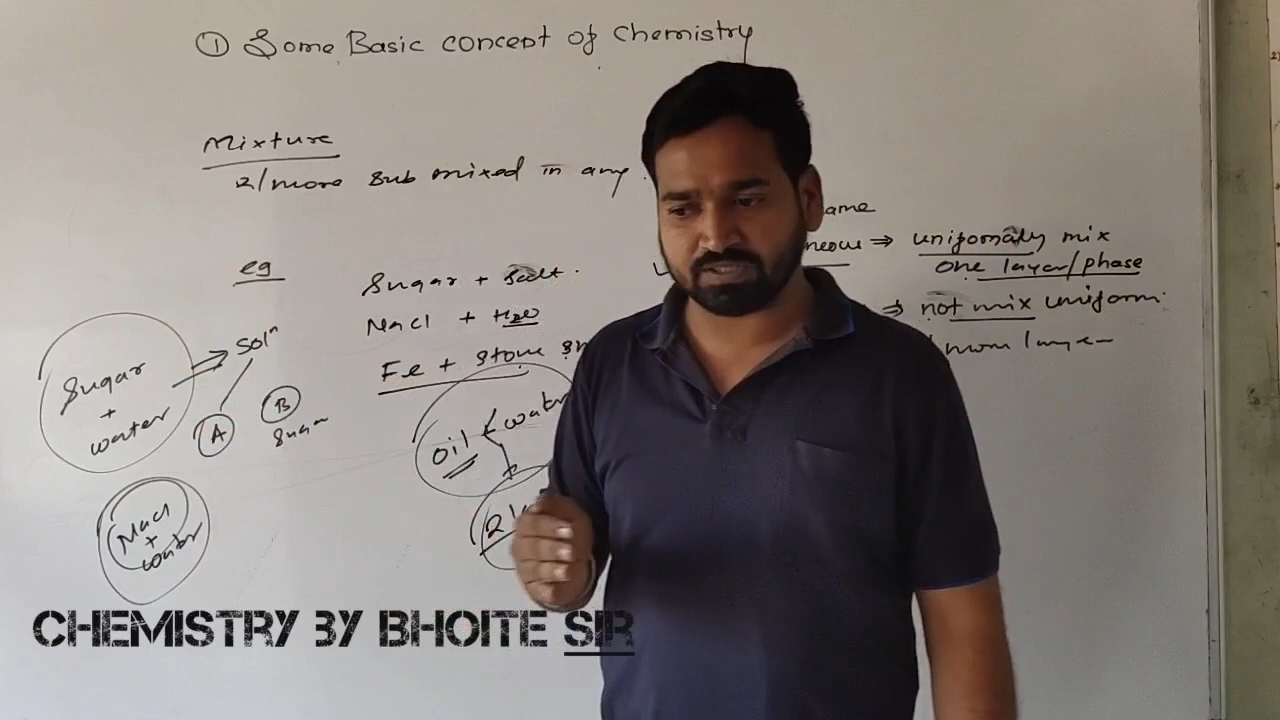 ① Some Basic concept of chemistry
Mixture
2/more sub mixed in any
ame
neous ⇒ uniformaly mix
one layer/phase
⇒ not mix uniform
layer
eg
Sugar + Salt.
NaCl + H2O
Fe + stone
Sugar + water ⇒ soln
A
B
Sugar
oil water
2
NaCl + water
CHEMISTRY BY BHOITE SIR